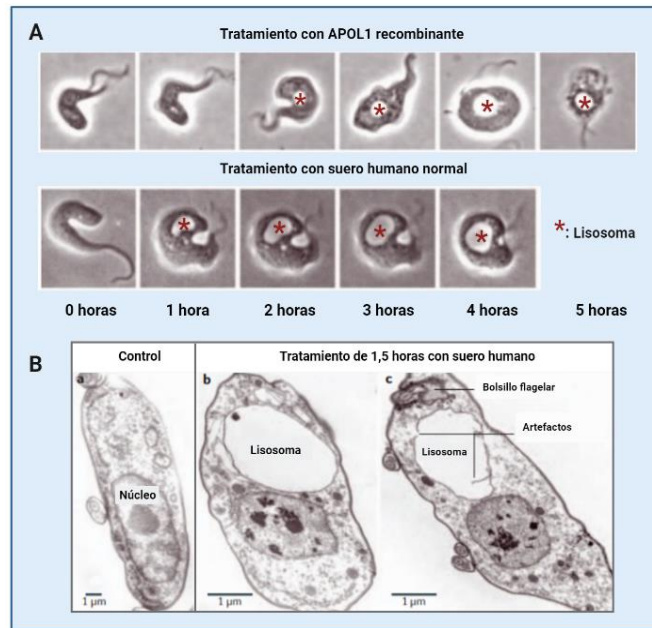 A
Tratamiento con APOL1 recombinante
* * * *
Tratamiento con suero humano normal
* * * *
*: Lisosoma
0 horas 1 hora 2 horas 3 horas 4 horas 5 horas
B
Control Tratamiento de 1,5 horas con suero humano
a b c
Bolsillo flagelar
Artefactos
Lisosoma Lisosoma
Núcleo
1 µm 1 µm 1 µm